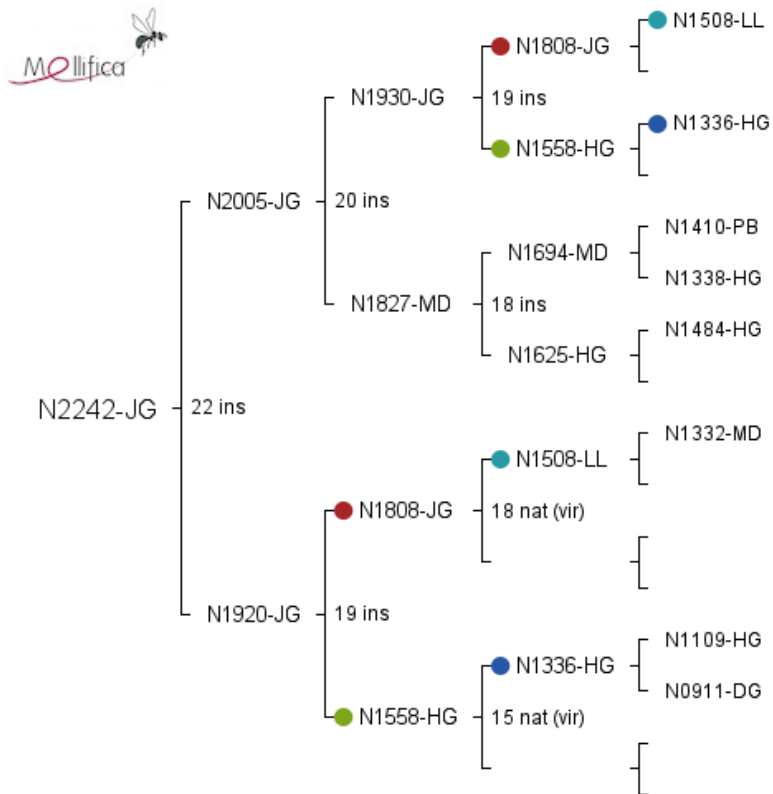 Mellifica
N1508-LL
N1808-JG
N1930-JG
19 ins
N1336-HG
N1558-HG
N2005-JG
20 ins
N1410-PB
N1694-MD
N1338-HG
N1827-MD
18 ins
N1484-HG
N1625-HG
N2242-JG
22 ins
N1332-MD
N1508-LL
N1808-JG
18 nat (vir)
N1920-JG
19 ins
N1109-HG
N1336-HG
N0911-DG
N1558-HG
15 nat (vir)